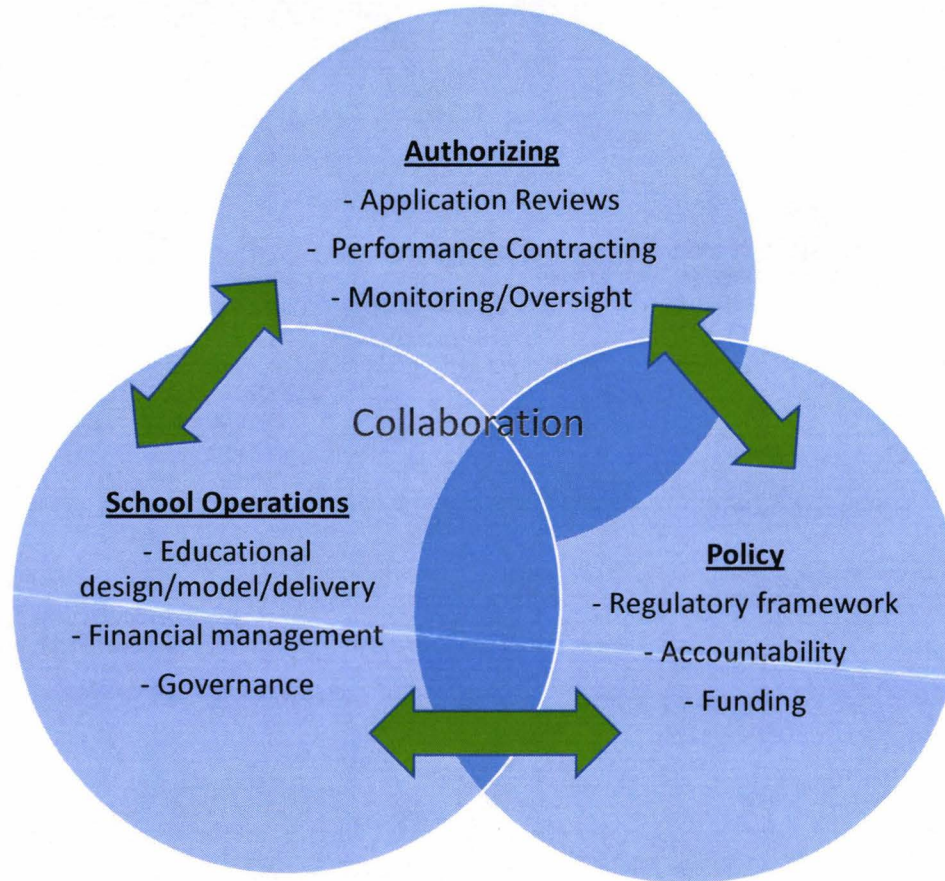 Authorizing
- Application Reviews
- Performance Contracting
- Monitoring/Oversight
Collaboration
School Operations
- Educational
design/model/delivery
- Financial management
- Governance
Policy
- Regulatory framework
- Accountability
- Funding